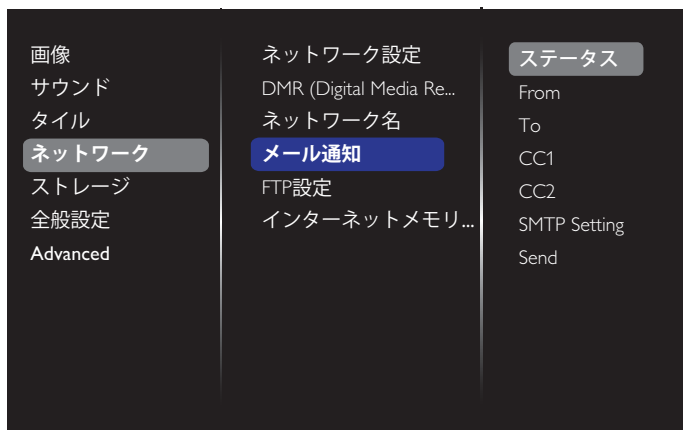 画像
サウンド
タイル
ネットワーク
ストレージ
全般設定
Advanced
ネットワーク設定
DMR (Digital Media Re...
ネットワーク名
メール通知
FTP設定
インターネットメモリ...
ステータス
From
To
CC1
CC2
SMTP Setting
Send